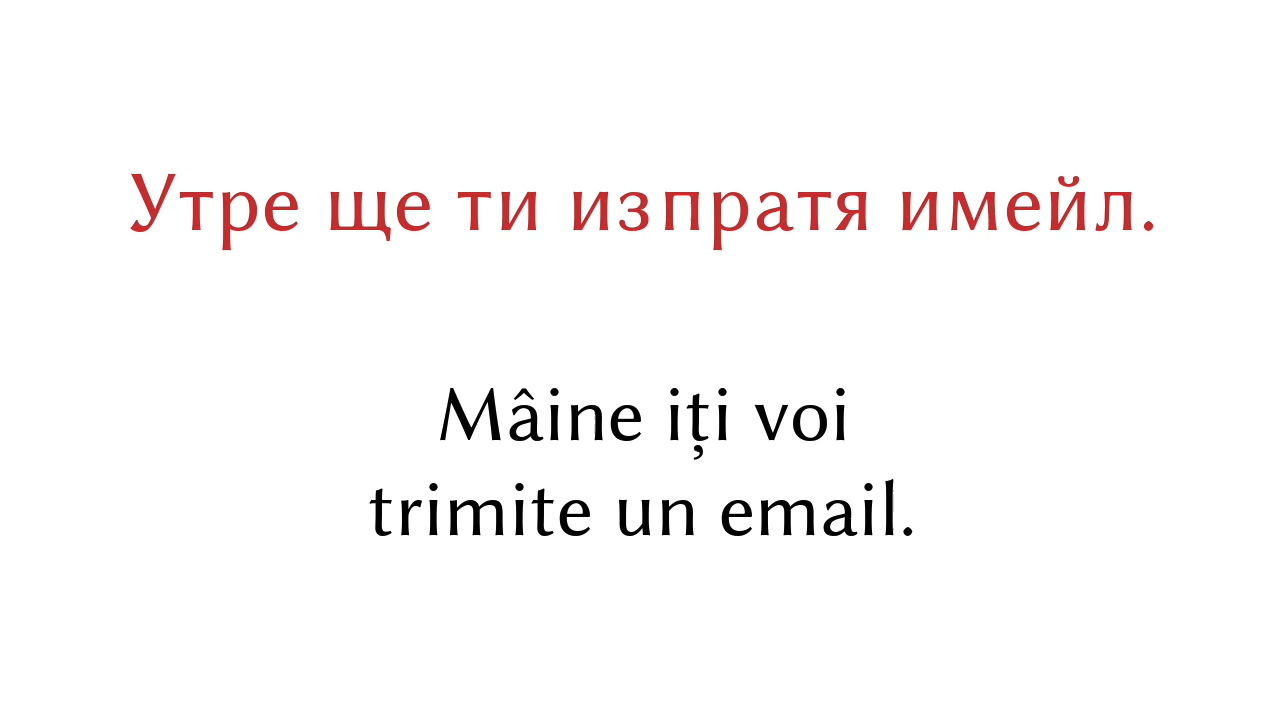 Утре ще ти изпратя имейл.
Mâine iți voi
trimite un email.